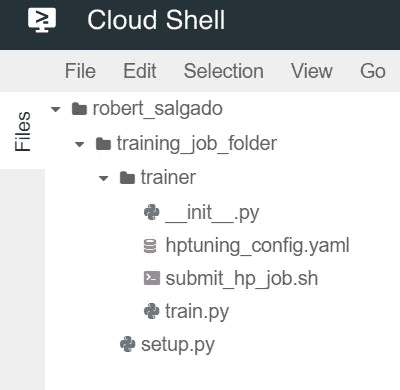 Cloud Shell
File Edit Selection View Go
Files
robert_salgado
training_job_folder
trainer
__init__.py
hptuning_config.yaml
submit_hp_job.sh
train.py
setup.py